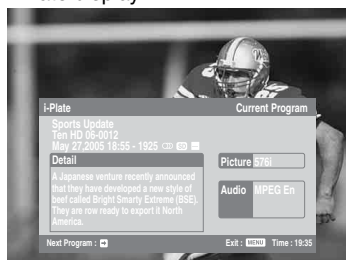 i-Plate Current Program
Sports Update
Ten HD 06-0012
May 27,2005 18:55 - 1925
Detail
Picture 576i
A Japanese venture recently announced
that they have developed a new style of
beef called Bright Smarty Extreme (BSE).
They are row ready to export it North
America.
Audio MPEG En
Next Program : Exit : MENU Time : 19:35